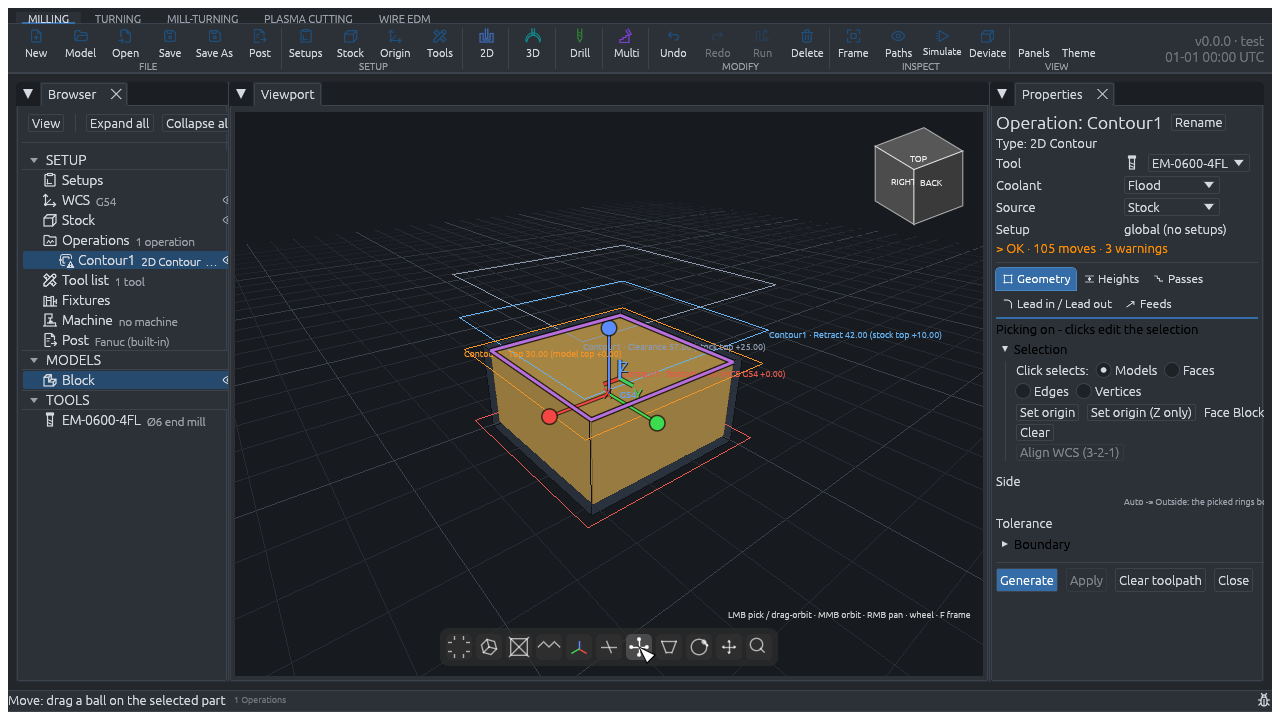 MILLING TURNING MILL-TURNING PLASMA CUTTING WIRE EDM
New Model Open Save Save As Post Setups Stock Origin Tools 2D 3D Drill Multi Undo Redo Run Delete Frame Paths Simulate Deviate Panels Theme
FILE SETUP MODIFY INSPECT VIEW
v0.0.0 · test
01-01 00:00 UTC
Browser
View Expand all Collapse al
SETUP
Setups
WCS G54
Stock
Operations 1 operation
Contour1 2D Contour ...
Tool list 1 tool
Fixtures
Machine no machine
Post Fanuc (built-in)
MODELS
Block
TOOLS
EM-0600-4FL Ø6 end mill
Viewport
TOP
RIGHT BACK
Contour1 · Retract 42.00 (stock top +10.00)
Z
LMB pick / drag-orbit · MMB orbit · RMB pan · wheel · F frame
Properties
Operation: Contour1 Rename
Type: 2D Contour
Tool EM-0600-4FL
Coolant Flood
Source Stock
Setup global (no setups)
> OK · 105 moves · 3 warnings
Geometry Heights Passes
Lead in / Lead out Feeds
Picking on - clicks edit the selection
Selection
Click selects: Models Faces
Edges Vertices
Set origin Set origin (Z only) Face Block
Clear
Align WCS (3-2-1)
Side
Auto -> Outside: the picked rings bo
Tolerance
Boundary
Generate Apply Clear toolpath Close
Move: drag a ball on the selected part 1 Operations